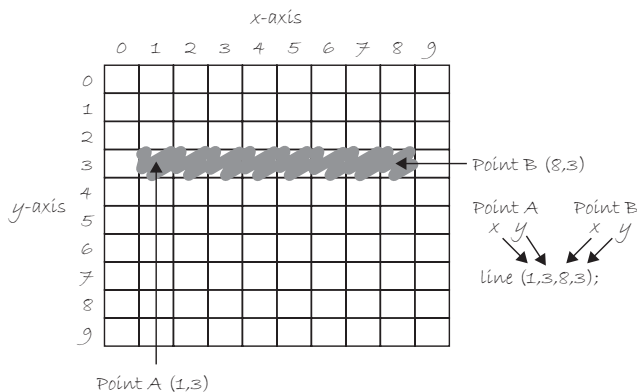 x-axis
0 1 2 3 4 5 6 7 8 9
0
1
2
3
4
5
6
7
8
9
y-axis
Point B (8,3)
Point A Point B
x y x y
line (1,3,8,3);
Point A (1,3)